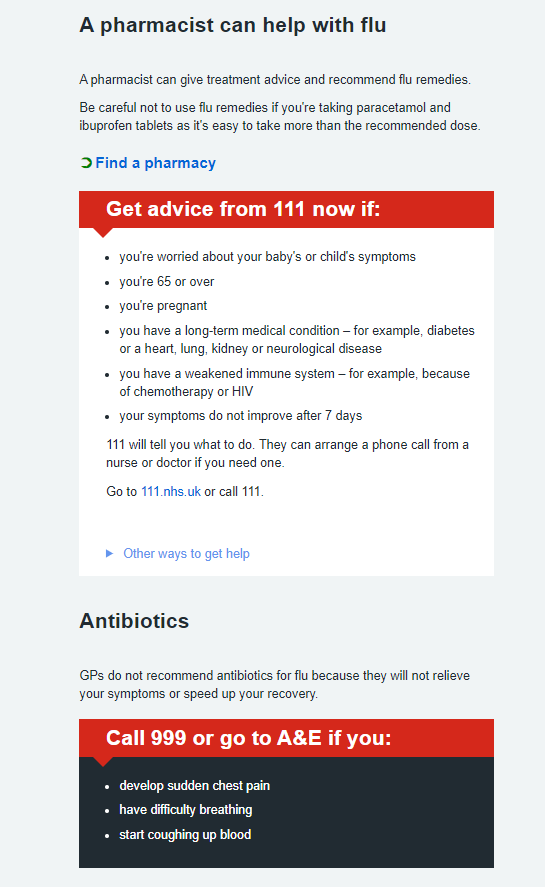 A pharmacist can help with flu
A pharmacist can give treatment advice and recommend flu remedies.
Be careful not to use flu remedies if you're taking paracetamol and
ibuprofen tablets as it's easy to take more than the recommended dose.
Find a pharmacy
Get advice from 111 now if:
you're worried about your baby's or child's symptoms
you're 65 or over
you're pregnant
you have a long-term medical condition – for example, diabetes
or a heart, lung, kidney or neurological disease
you have a weakened immune system – for example, because
of chemotherapy or HIV
your symptoms do not improve after 7 days
111 will tell you what to do. They can arrange a phone call from a
nurse or doctor if you need one.
Go to 111.nhs.uk or call 111.
Other ways to get help
Antibiotics
GPs do not recommend antibiotics for flu because they will not relieve
your symptoms or speed up your recovery.
Call 999 or go to A&E if you:
develop sudden chest pain
have difficulty breathing
start coughing up blood